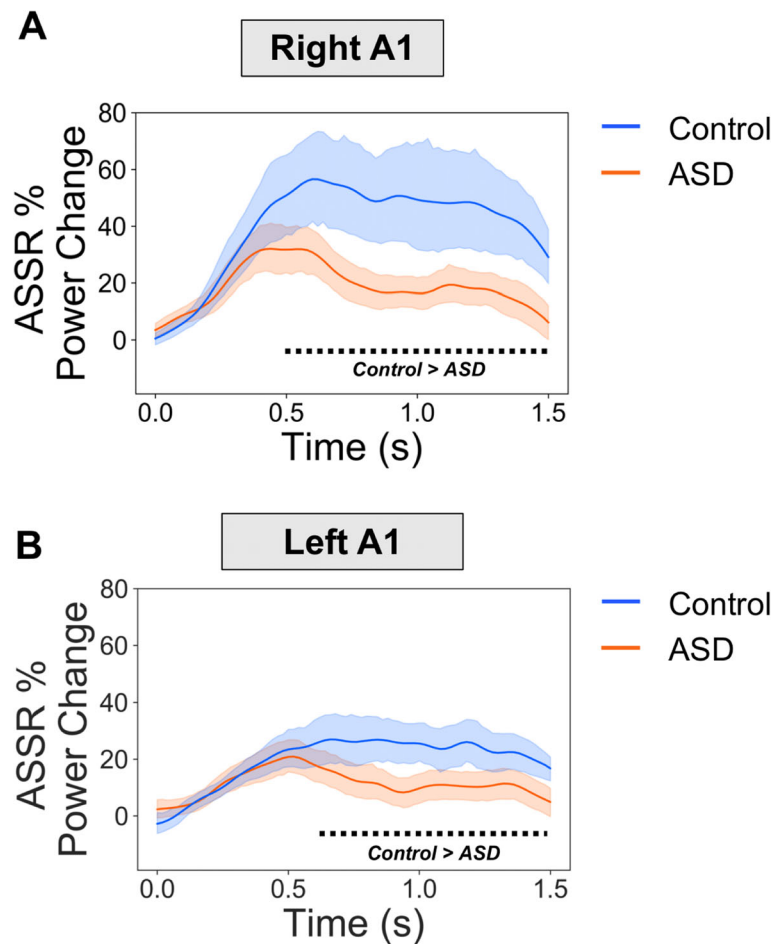 A
Right A1
80
60
40
20
0
ASSR %
Power Change
Control > ASD
0.0 0.5 1.0 1.5
Time (s)
Control
ASD
B
Left A1
80
60
40
20
0
ASSR %
Power Change
Control > ASD
0.0 0.5 1.0 1.5
Time (s)
Control
ASD